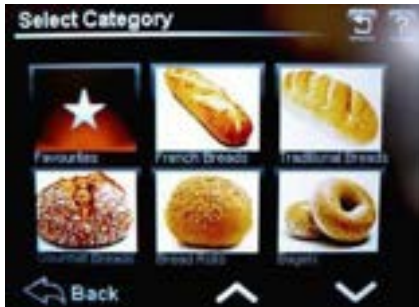 Select Category
?
Favourites
French Breads
Traditional Breads
Gourmet Breads
Bread Rolls
Bagels
Back